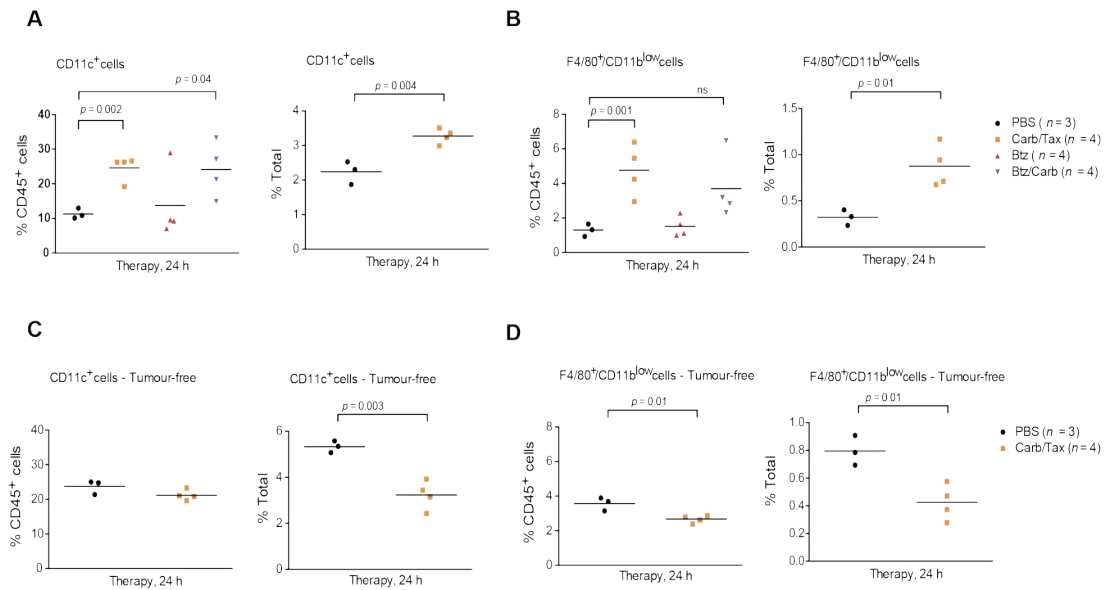 A
CD11c+cells
p = 0.04
p = 0.002
40
30
20
10
0
% CD45+ cells
Therapy, 24 h
CD11c+cells
p = 0.004
4
3
2
1
0
% Total
Therapy, 24 h
B
F4/80+/CD11blowcells
ns
p = 0.001
8
6
4
2
0
% CD45+ cells
Therapy, 24 h
F4/80+/CD11blowcells
p = 0.01
1.5
1.0
0.5
0.0
% Total
Therapy, 24 h
PBS ( n = 3)
Carb/Tax (n = 4)
Btz ( n = 4)
Btz/Carb (n = 4)
C
CD11c+cells - Tumour-free
40
30
20
10
0
% CD45+ cells
Therapy, 24 h
CD11c+cells - Tumour-free
p = 0.003
6
4
2
0
% Total
Therapy, 24 h
D
F4/80+/CD11blowcells - Tumour-free
p = 0.01
8
6
4
2
0
% CD45+ cells
Therapy, 24 h
F4/80+/CD11blowcells - Tumour-free
p = 0.01
1.0
0.8
0.6
0.4
0.2
0.0
% Total
Therapy, 24 h
PBS (n = 3)
Carb/Tax (n = 4)